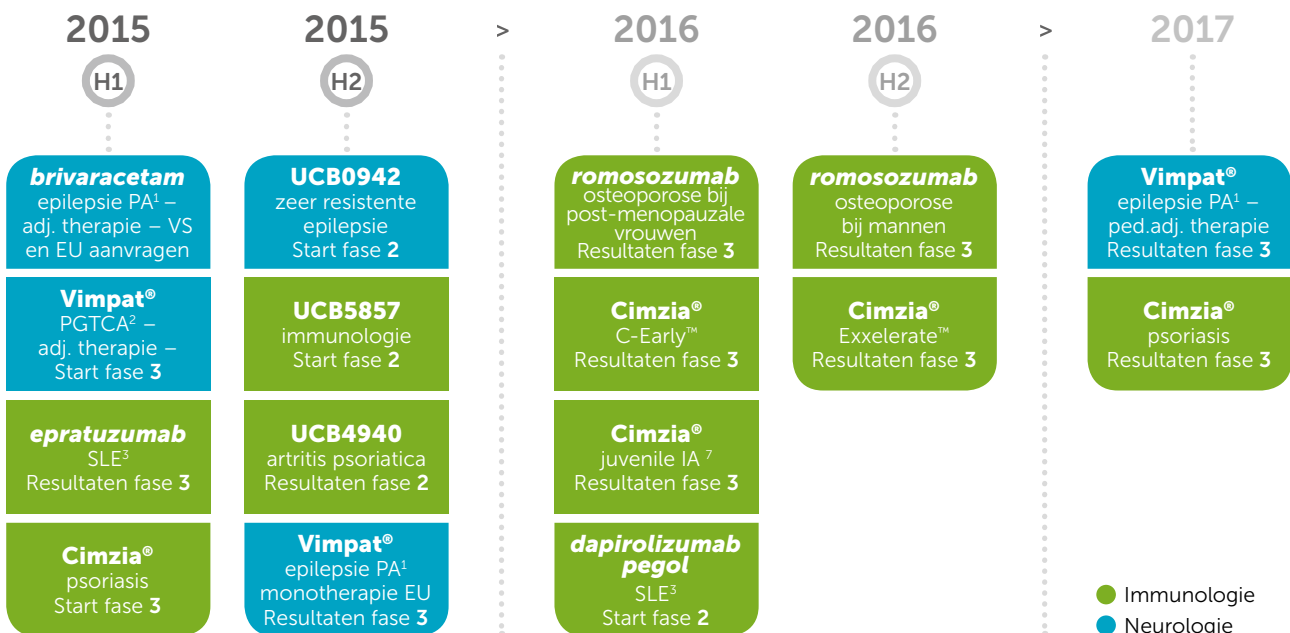 2015
H1
2015
H2
>
2016
H1
2016
H2
>
2017
brivaracetam
epilepsie PA¹ –
adj. therapie – VS
en EU aanvragen
Vimpat®
PGTCA² –
adj. therapie –
Start fase 3
epratuzumab
SLE³
Resultaten fase 3
Cimzia®
psoriasis
Start fase 3
UCB0942
zeer resistente
epilepsie
Start fase 2
UCB5857
immunologie
Start fase 2
UCB4940
artritis psoriatica
Resultaten fase 2
Vimpat®
epilepsie PA¹
monotherapie EU
Resultaten fase 3
romosozumab
osteoporose bij
post-menopauzale
vrouwen
Resultaten fase 3
Cimzia®
C-Early™
Resultaten fase 3
Cimzia®
juvenile IA ⁷
Resultaten fase 3
dapirolizumab
pegol
SLE³
Start fase 2
romosozumab
osteoporose
bij mannen
Resultaten fase 3
Cimzia®
Exxelerate™
Resultaten fase 3
Vimpat®
epilepsie PA¹ –
ped.adj. therapie
Resultaten fase 3
Cimzia®
psoriasis
Resultaten fase 3
Immunologie
Neurologie